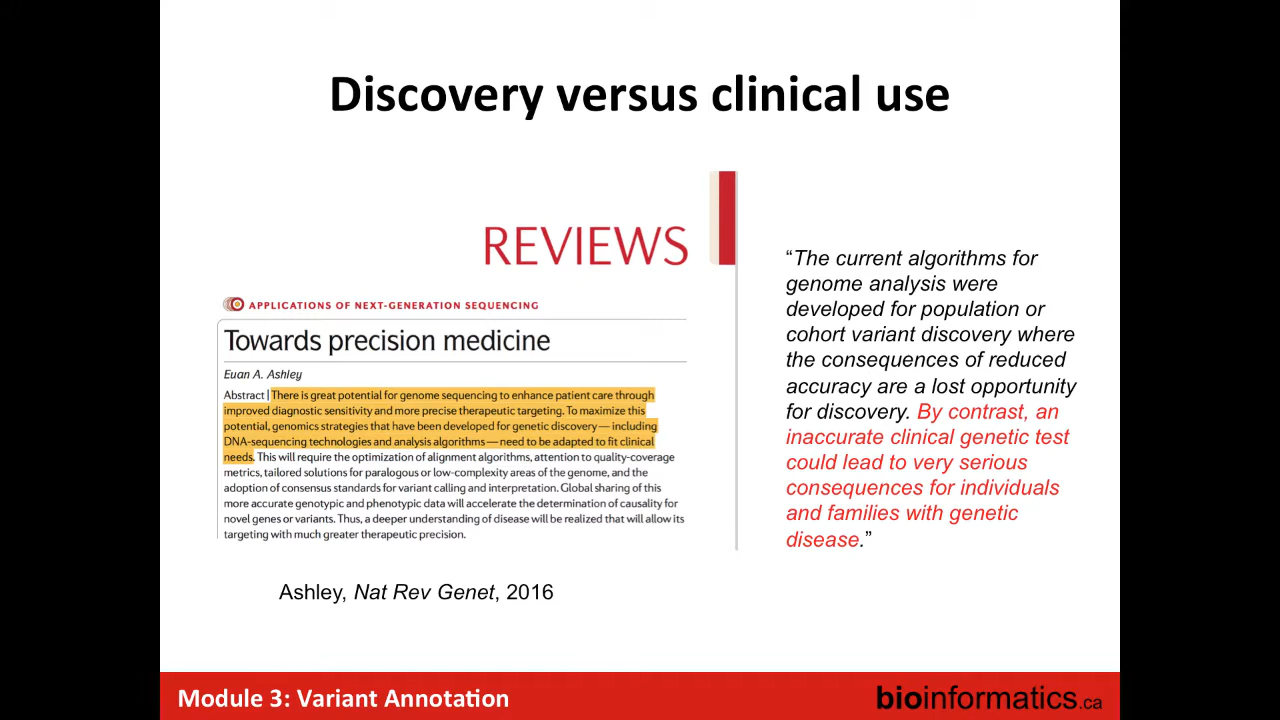 Discovery versus clinical use
REVIEWS
APPLICATIONS OF NEXT-GENERATION SEQUENCING
Towards precision medicine
Euan A. Ashley
Abstract | There is great potential for genome sequencing to enhance patient care through
improved diagnostic sensitivity and more precise therapeutic targeting. To maximize this
potential, genomics strategies that have been developed for genetic discovery — including
DNA-sequencing technologies and analysis algorithms — need to be adapted to fit clinical
needs. This will require the optimization of alignment algorithms, attention to quality-coverage
metrics, tailored solutions for paralogous or low-complexity areas of the genome, and the
adoption of consensus standards for variant calling and interpretation. Global sharing of this
more accurate genotypic and phenotypic data will accelerate the determination of causality for
novel genes or variants. Thus, a deeper understanding of disease will be realized that will allow its
targeting with much greater therapeutic precision.
Ashley, Nat Rev Genet, 2016
“The current algorithms for
genome analysis were
developed for population or
cohort variant discovery where
the consequences of reduced
accuracy are a lost opportunity
for discovery. By contrast, an
inaccurate clinical genetic test
could lead to very serious
consequences for individuals
and families with genetic
disease.”
Module 3: Variant Annotation
bioinformatics.ca